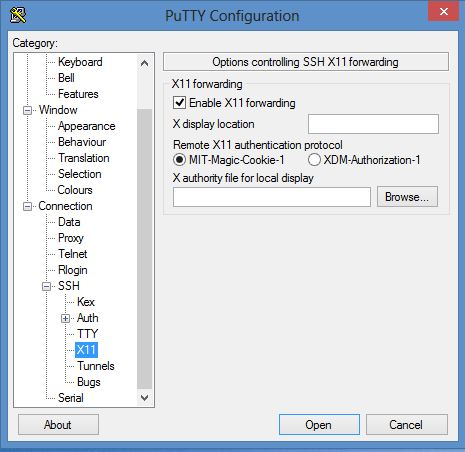 PuTTY Configuration
Category:
Keyboard
Bell
Features
Window
Appearance
Behaviour
Translation
Selection
Colours
Connection
Data
Proxy
Telnet
Rlogin
SSH
Kex
Auth
TTY
X11
Tunnels
Bugs
Serial
Options controlling SSH X11 forwarding
X11 forwarding
Enable X11 forwarding
X display location
Remote X11 authentication protocol
MIT-Magic-Cookie-1 XDM-Authorization-1
X authority file for local display
Browse...
About Open Cancel